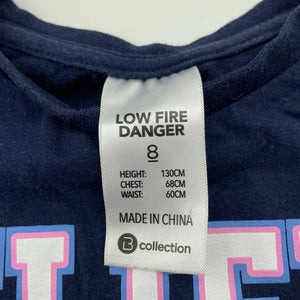 LOW FIRE
DANGER
8
HEIGHT: 130CM
CHEST: 68CM
WAIST: 60CM
MADE IN CHINA
B collection